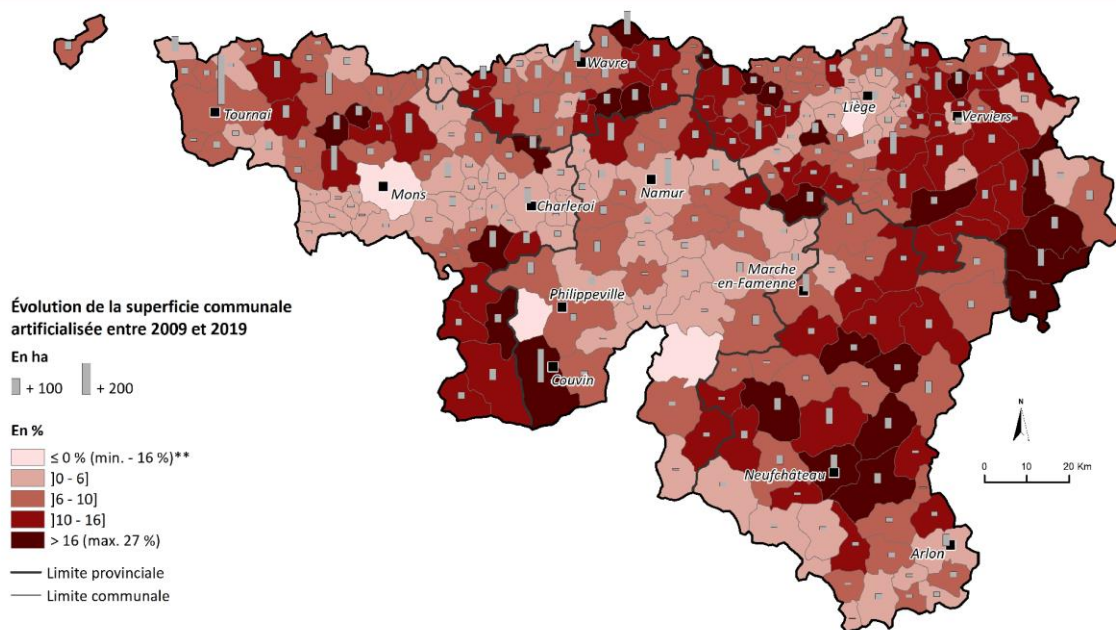 Wavre
Liège
Tournai
Verviers
Mons
Namur
Charleroi
Marche
-en-Famenne
Philippeville
Couvin
Neufchâteau
Arlon
Évolution de la superficie communale
artificialisée entre 2009 et 2019
En ha
+ 100
+ 200
En %
≤ 0 % (min. - 16 %)**
]0 - 6]
]6 - 10]
]10 - 16]
> 16 (max. 27 %)
Limite provinciale
Limite communale
N
0 10 20 Km